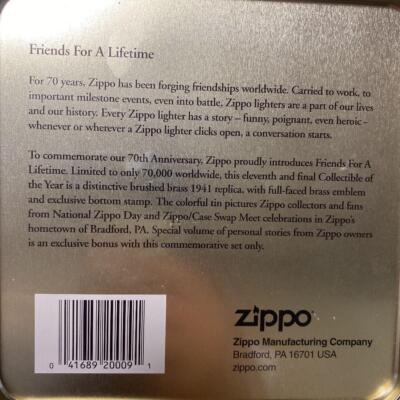 Friends For A Lifetime
For 70 years, Zippo has been forging friendships worldwide. Carried to work, to
important milestone events, even into battle, Zippo lighters are a part of our lives
and our history. Every Zippo lighter has a story – funny, poignant, even heroic –
whenever or wherever a Zippo lighter clicks open, a conversation starts.
To commemorate our 70th Anniversary, Zippo proudly introduces Friends For A
Lifetime. Limited to only 70,000 worldwide, this eleventh and final Collectible of
the Year is a distinctive brushed brass 1941 replica, with full-faced brass emblem
and exclusive bottom stamp. The colorful tin pictures Zippo collectors and fans
from National Zippo Day and Zippo/Case Swap Meet celebrations in Zippo's
hometown of Bradford, PA. Special volume of personal stories from Zippo owners
is an exclusive bonus with this commemorative set only.
zippo
Zippo Manufacturing Company
Bradford, PA 16701 USA
zippo.com
0 41689 20009 1